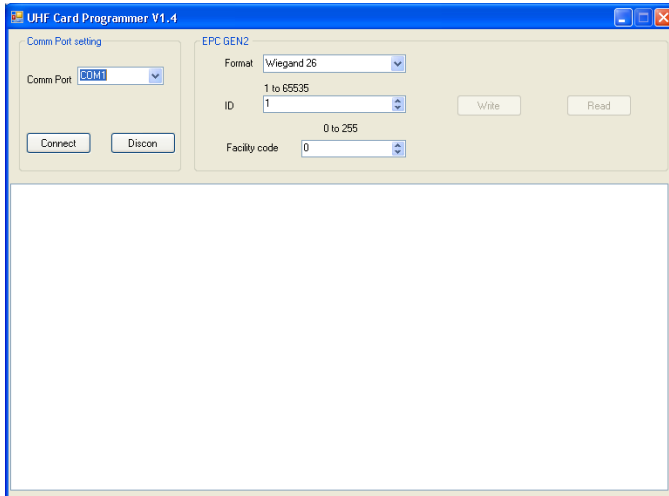 UHF Card Programmer V1.4
Comm Port setting
Comm Port COM1
Connect Discon
EPC GEN2
Format Wiegand 26
1 to 65535
ID 1
0 to 255
Facility code 0
Write Read